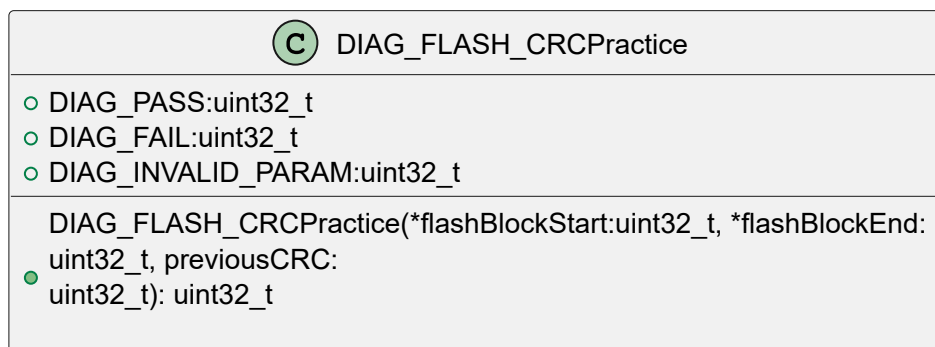 C DIAG_FLASH_CRCPractice
DIAG_PASS:uint32_t
DIAG_FAIL:uint32_t
DIAG_INVALID_PARAM:uint32_t
DIAG_FLASH_CRCPractice(*flashBlockStart:uint32_t, *flashBlockEnd:
uint32_t, previousCRC:
uint32_t): uint32_t